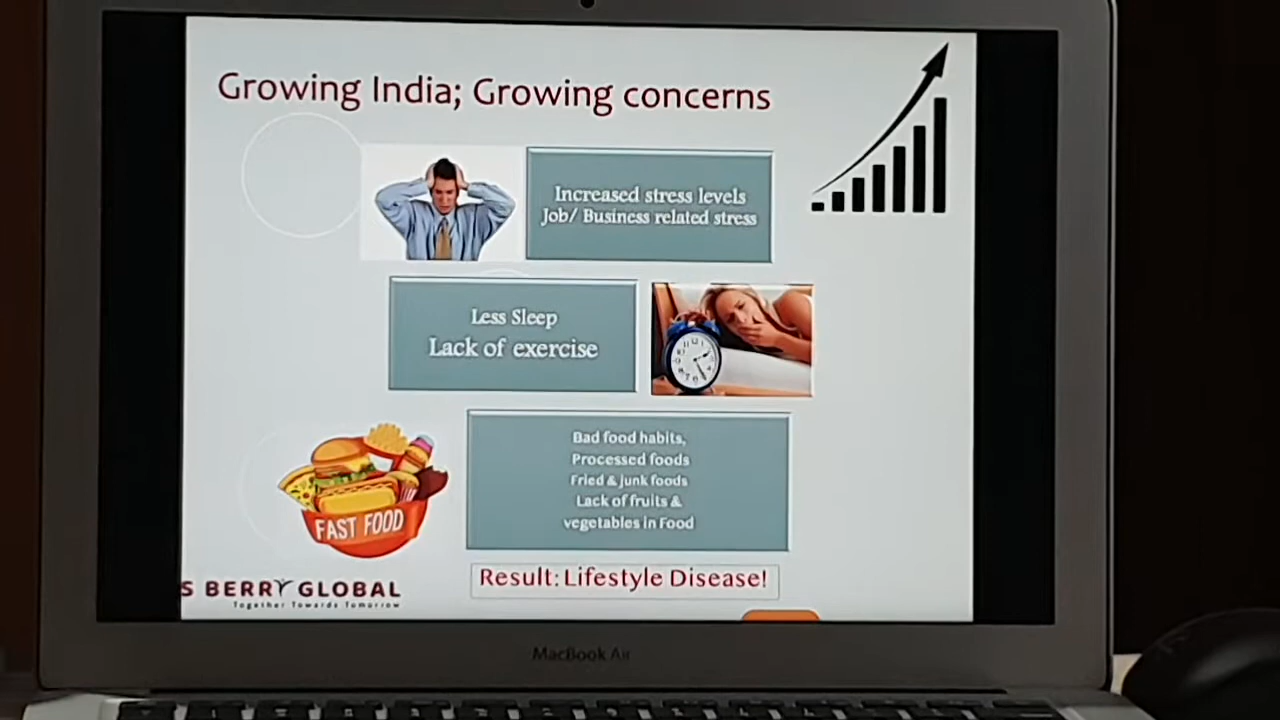 Growing India; Growing concerns
Increased stress levels
Job/ Business related stress
Less Sleep
Lack of exercise
Bad food habits,
Processed foods
Fried & junk foods
Lack of fruits &
vegetables in Food
FAST FOOD
Result: Lifestyle Disease!
S BERRY GLOBAL
Together Towards Tomorrow
MacBook Air